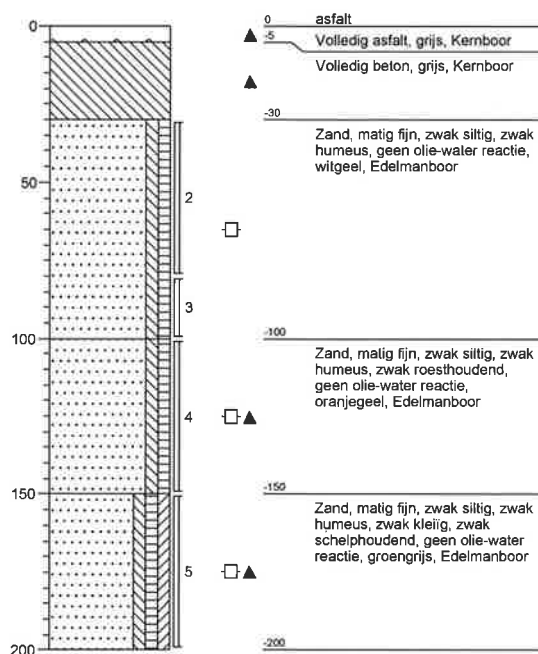 0
0
asfalt
-5
Volledig asfalt, grijs, Kernboor
Volledig beton, grijs, Kernboor
-30
Zand, matig fijn, zwak siltig, zwak
humeus, geen olie-water reactie,
witgeel, Edelmanboor
50
2
3
100
-100
Zand, matig fijn, zwak siltig, zwak
humeus, zwak roesthoudend,
geen olie-water reactie,
oranjegeel, Edelmanboor
4
150
-150
Zand, matig fijn, zwak siltig, zwak
humeus, zwak kleiïg, zwak
schelphoudend, geen olie-water
reactie, groengrijs, Edelmanboor
5
200
-200